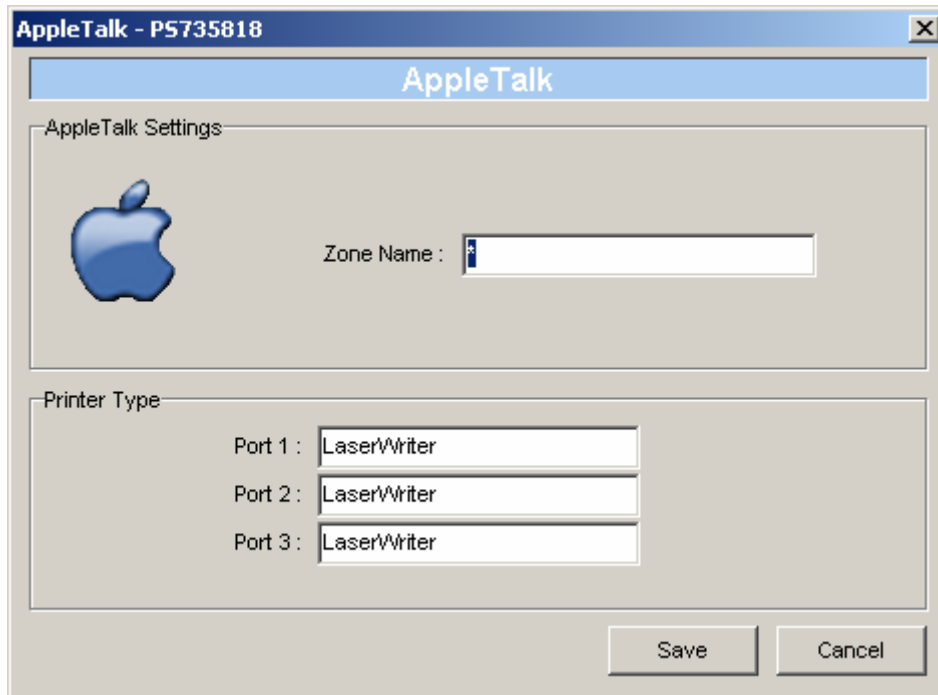 AppleTalk - PS735818
AppleTalk
AppleTalk Settings
Zone Name : *
Printer Type
Port 1 : LaserWriter
Port 2 : LaserWriter
Port 3 : LaserWriter
Save Cancel